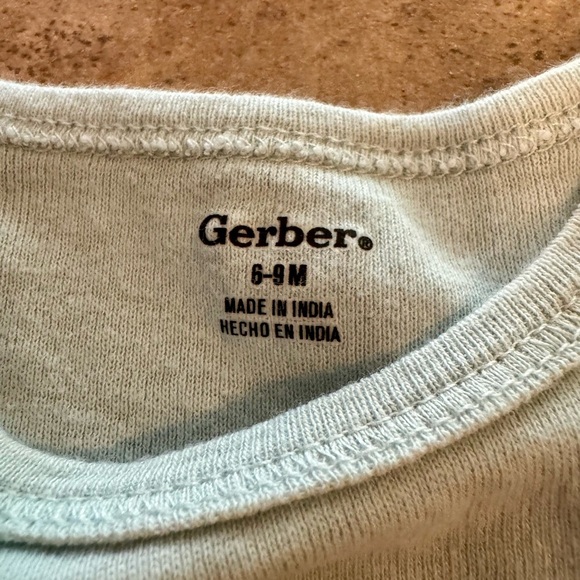 Gerber®
6-9M
MADE IN INDIA
HECHO EN INDIA